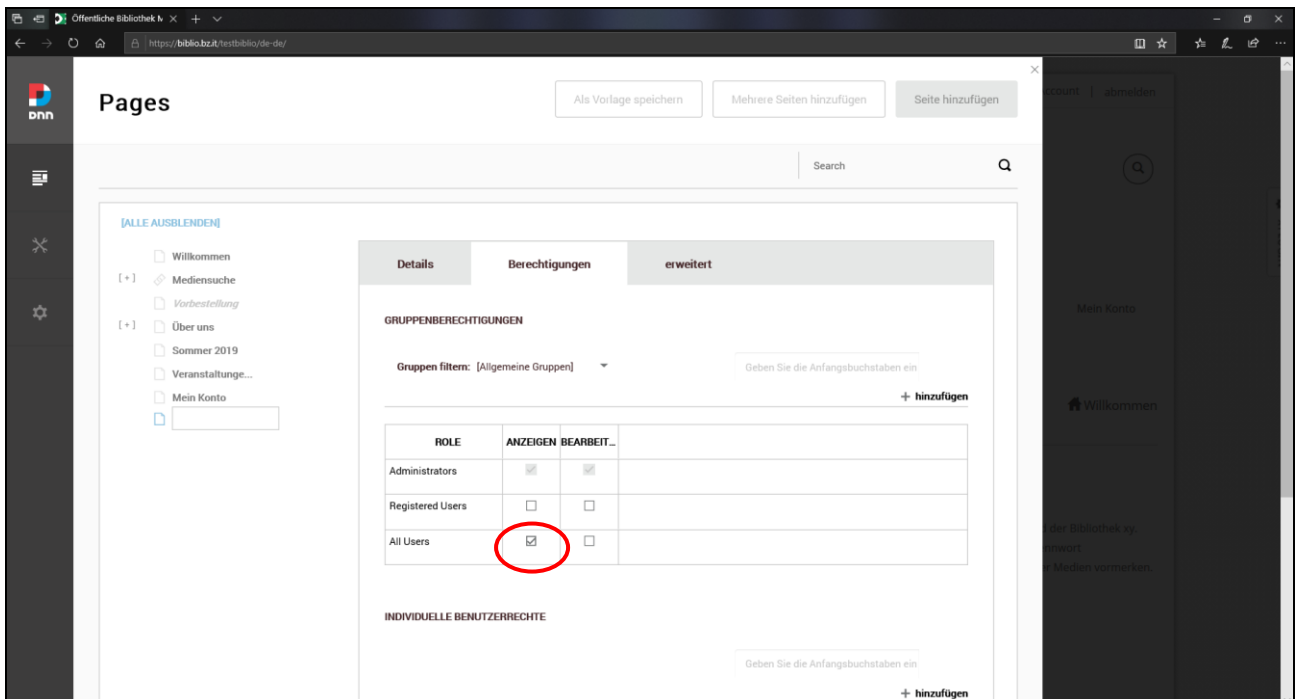 Öffentliche Bibliothek M
https://biblio.bz.it/testbiblio/de-de/
Dnn
Pages
Als Vorlage speichern
Mehrere Seiten hinzufügen
Seite hinzufügen
account | abmelden
Search
[ALLE AUSBLENDEN]
Willkommen
[+] Mediensuche
Vorbestellung
[+] Über uns
Sommer 2019
Veranstaltunge...
Mein Konto
Details
Berechtigungen
erweitert
GRUPPENBERECHTIGUNGEN
Gruppen filtern: [Allgemeine Gruppen]
Geben Sie die Anfangsbuchstaben ein
+ hinzufügen
ROLE ANZEIGEN BEARBEIT...
Administrators
Registered Users
All Users
INDIVIDUELLE BENUTZERRECHTE
Geben Sie die Anfangsbuchstaben ein
+ hinzufügen
Mein Konto
Willkommen
der Bibliothek xy.
Medien vormerken.